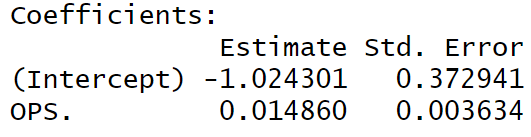 Coefficients:
Estimate Std. Error
(Intercept) -1.024301 0.372941
OPS. 0.014860 0.003634